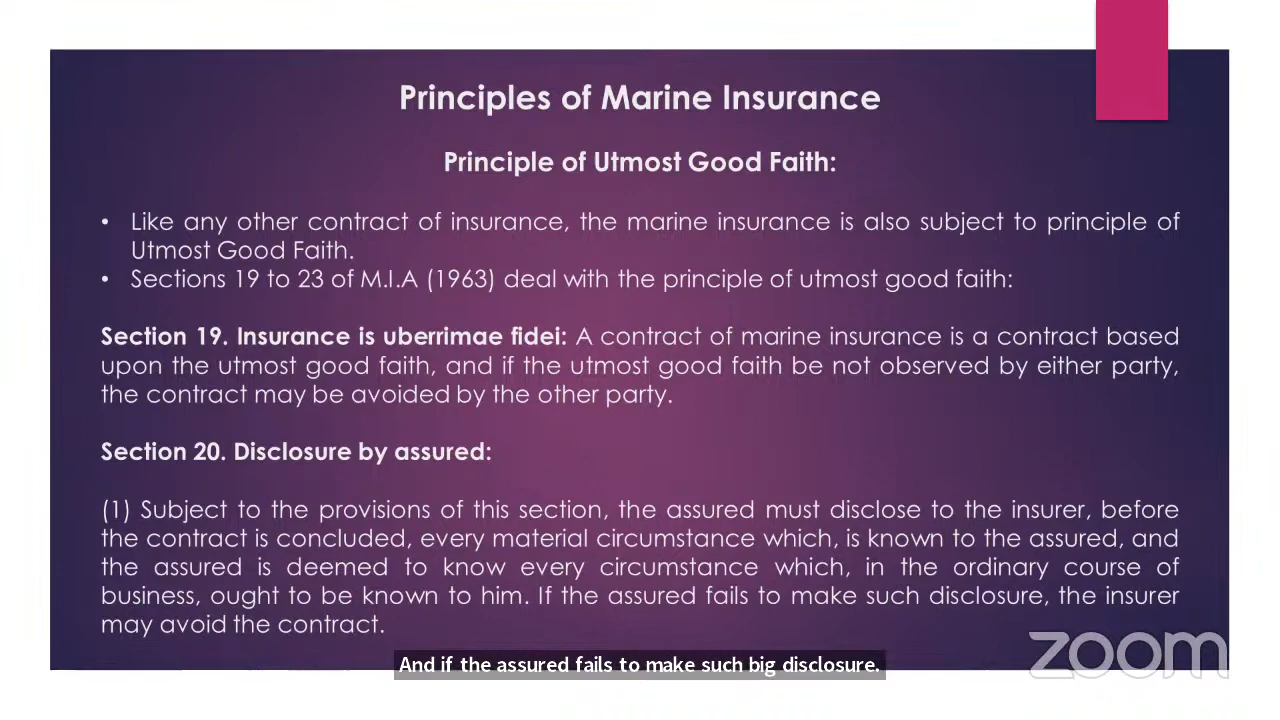 Principles of Marine Insurance
Principle of Utmost Good Faith:
• Like any other contract of insurance, the marine insurance is also subject to principle of
Utmost Good Faith.
• Sections 19 to 23 of M.I.A (1963) deal with the principle of utmost good faith:
Section 19. Insurance is uberrimae fidei: A contract of marine insurance is a contract based
upon the utmost good faith, and if the utmost good faith be not observed by either party,
the contract may be avoided by the other party.
Section 20. Disclosure by assured:
(1) Subject to the provisions of this section, the assured must disclose to the insurer, before
the contract is concluded, every material circumstance which, is known to the assured, and
the assured is deemed to know every circumstance which, in the ordinary course of
business, ought to be known to him. If the assured fails to make such disclosure, the insurer
may avoid the contract.
zoom
And if the assured fails to make such big disclosure.